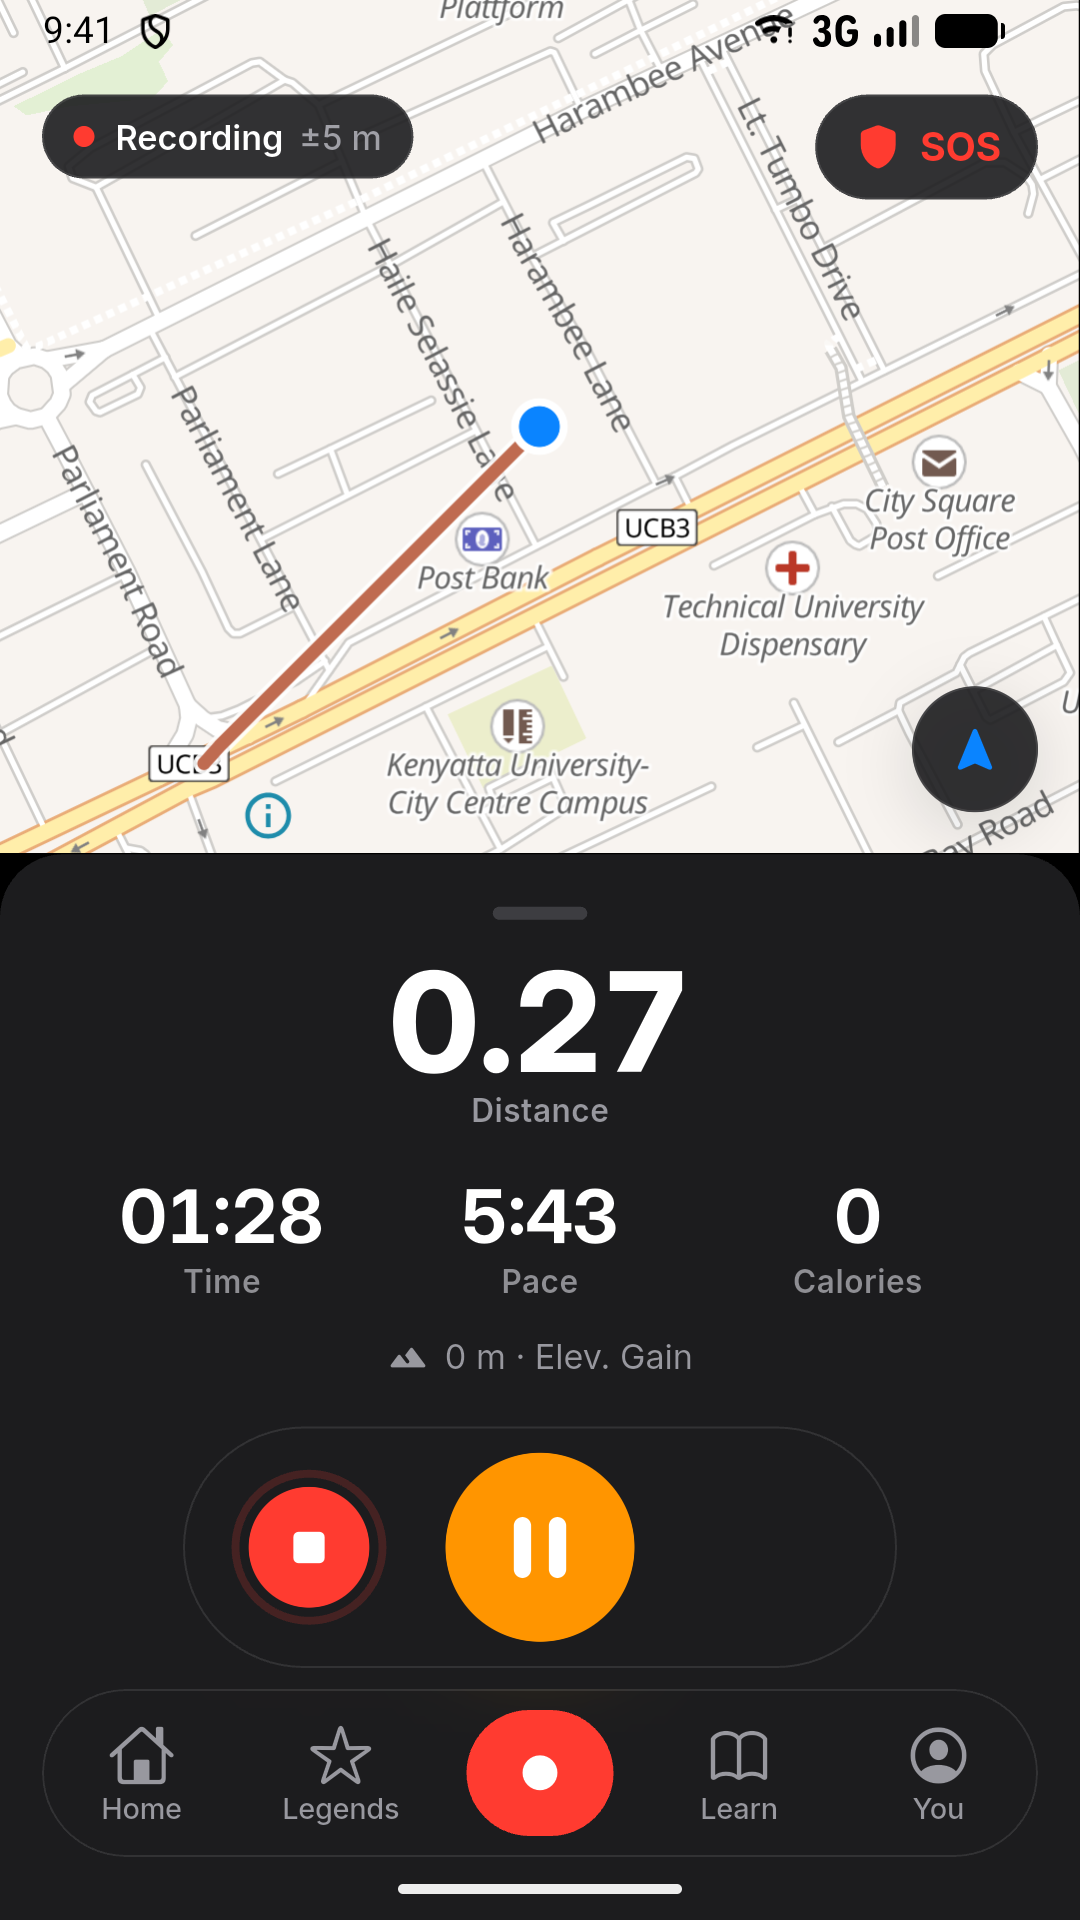 Plattform
9:41
3G
Harambee Avenue
Recording ±5 m
SOS
Lt. Tumbo Drive
Harambee Lane
Haile Selassie Lane
Parliament Lane
Parliament Road
City Square
Post Office
UCB3
Post Bank
Technical University
Dispensary
UCB3
Kenyatta University-
City Centre Campus
Road
0.27
Distance
01:28
Time
5:43
Pace
0
Calories
0 m · Elev. Gain
Home
Legends
Learn
You